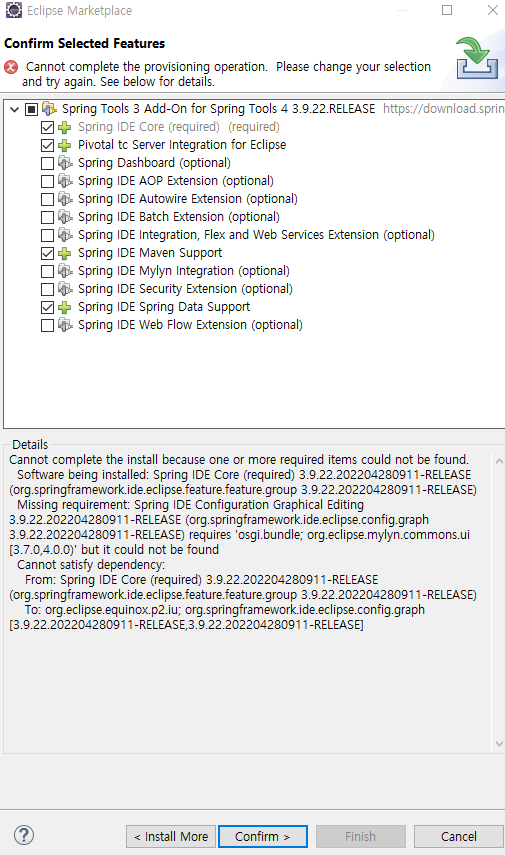 Eclipse Marketplace
Confirm Selected Features
Cannot complete the provisioning operation. Please change your selection
and try again. See below for details.
Spring Tools 3 Add-On for Spring Tools 4 3.9.22.RELEASE https://download.sprin
Spring IDE Core (required) (required)
Pivotal tc Server Integration for Eclipse
Spring Dashboard (optional)
Spring IDE AOP Extension (optional)
Spring IDE Autowire Extension (optional)
Spring IDE Batch Extension (optional)
Spring IDE Integration, Flex and Web Services Extension (optional)
Spring IDE Maven Support
Spring IDE Mylyn Integration (optional)
Spring IDE Security Extension (optional)
Spring IDE Spring Data Support
Spring IDE Web Flow Extension (optional)
Details
Cannot complete the install because one or more required items could not be found.
Software being installed: Spring IDE Core (required) 3.9.22.202204280911-RELEASE
(org.springframework.ide.eclipse.feature.feature.group 3.9.22.202204280911-RELEASE)
Missing requirement: Spring IDE Configuration Graphical Editing
3.9.22.202204280911-RELEASE (org.springframework.ide.eclipse.config.graph
3.9.22.202204280911-RELEASE) requires 'osgi.bundle; org.eclipse.mylyn.commons.ui
[3.7.0,4.0.0)' but it could not be found
Cannot satisfy dependency:
From: Spring IDE Core (required) 3.9.22.202204280911-RELEASE
(org.springframework.ide.eclipse.feature.feature.group 3.9.22.202204280911-RELEASE)
To: org.eclipse.equinox.p2.iu; org.springframework.ide.eclipse.config.graph
[3.9.22.202204280911-RELEASE,3.9.22.202204280911-RELEASE]
? < Install More Confirm > Finish Cancel